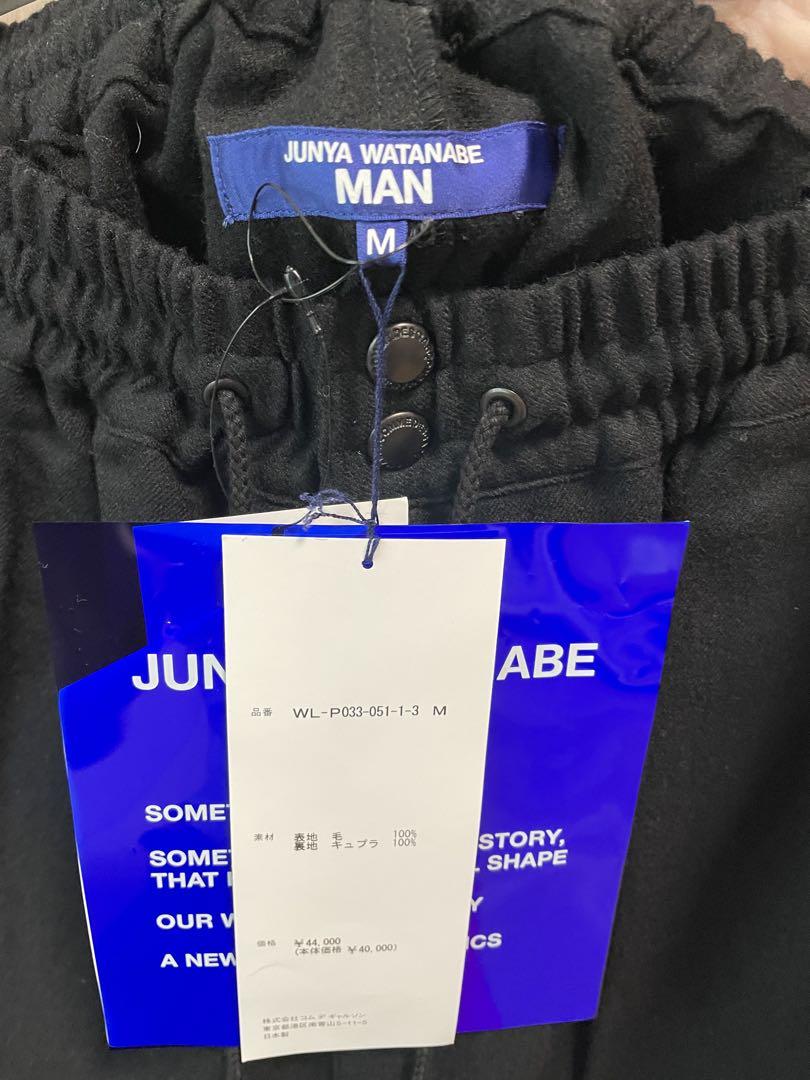 JUNYA WATANABE
MAN
M
JUN ABE
品番 WL-P033-051-1-3 M
SOME
素材 表地 毛 100%
裏地 キュプラ 100%
STORY,
SOME SHAPE
THAT
OUR W Y
価格 ¥44,000
(本体価格 ¥40,000)
A NEW ICS
株式会社コム デ ギャルソン
東京都港区南青山5-11-5
日本製